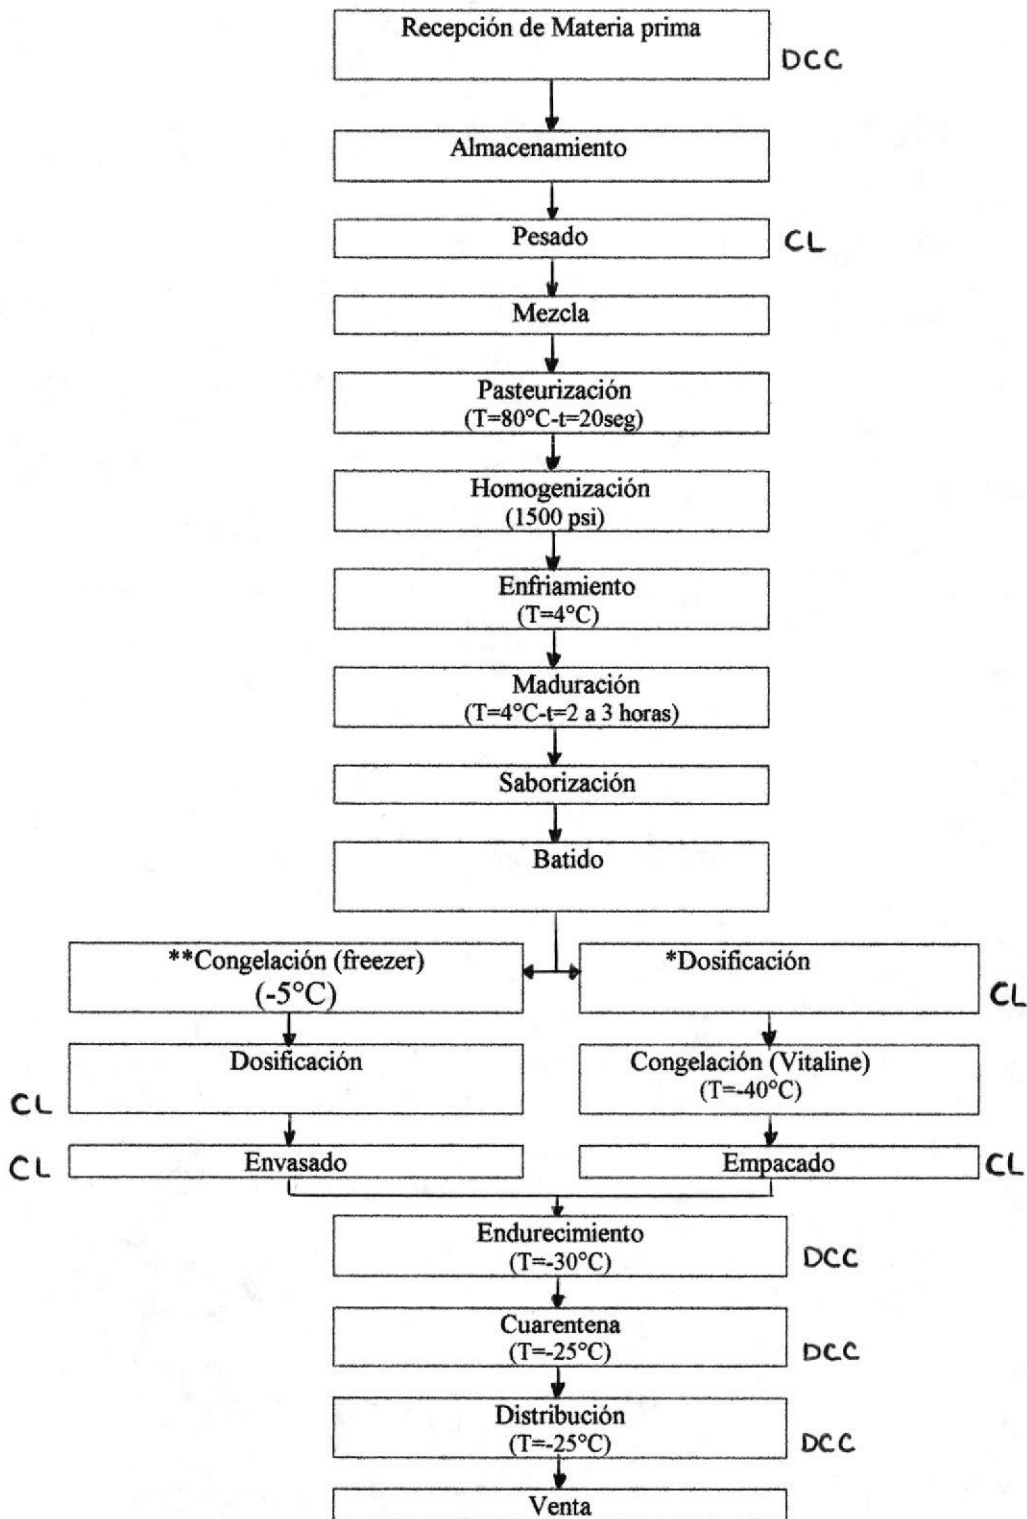 Recepción de Materia prima
DCC
Almacenamiento
Pesado
CL
Mezcla
Pasteurización
(T=80°C-t=20seg)
Homogenización
(1500 psi)
Enfriamiento
(T=4°C)
Maduración
(T=4°C-t=2 a 3 horas)
Saborización
Batido
**Congelación (freezer)
(-5°C)
*Dosificación
CL
Dosificación
CL
Congelación (Vitaline)
(T=-40°C)
CL
Envasado
Empacado
CL
Endurecimiento
(T=-30°C)
DCC
Cuarentena
(T=-25°C)
DCC
Distribución
(T=-25°C)
DCC
Venta